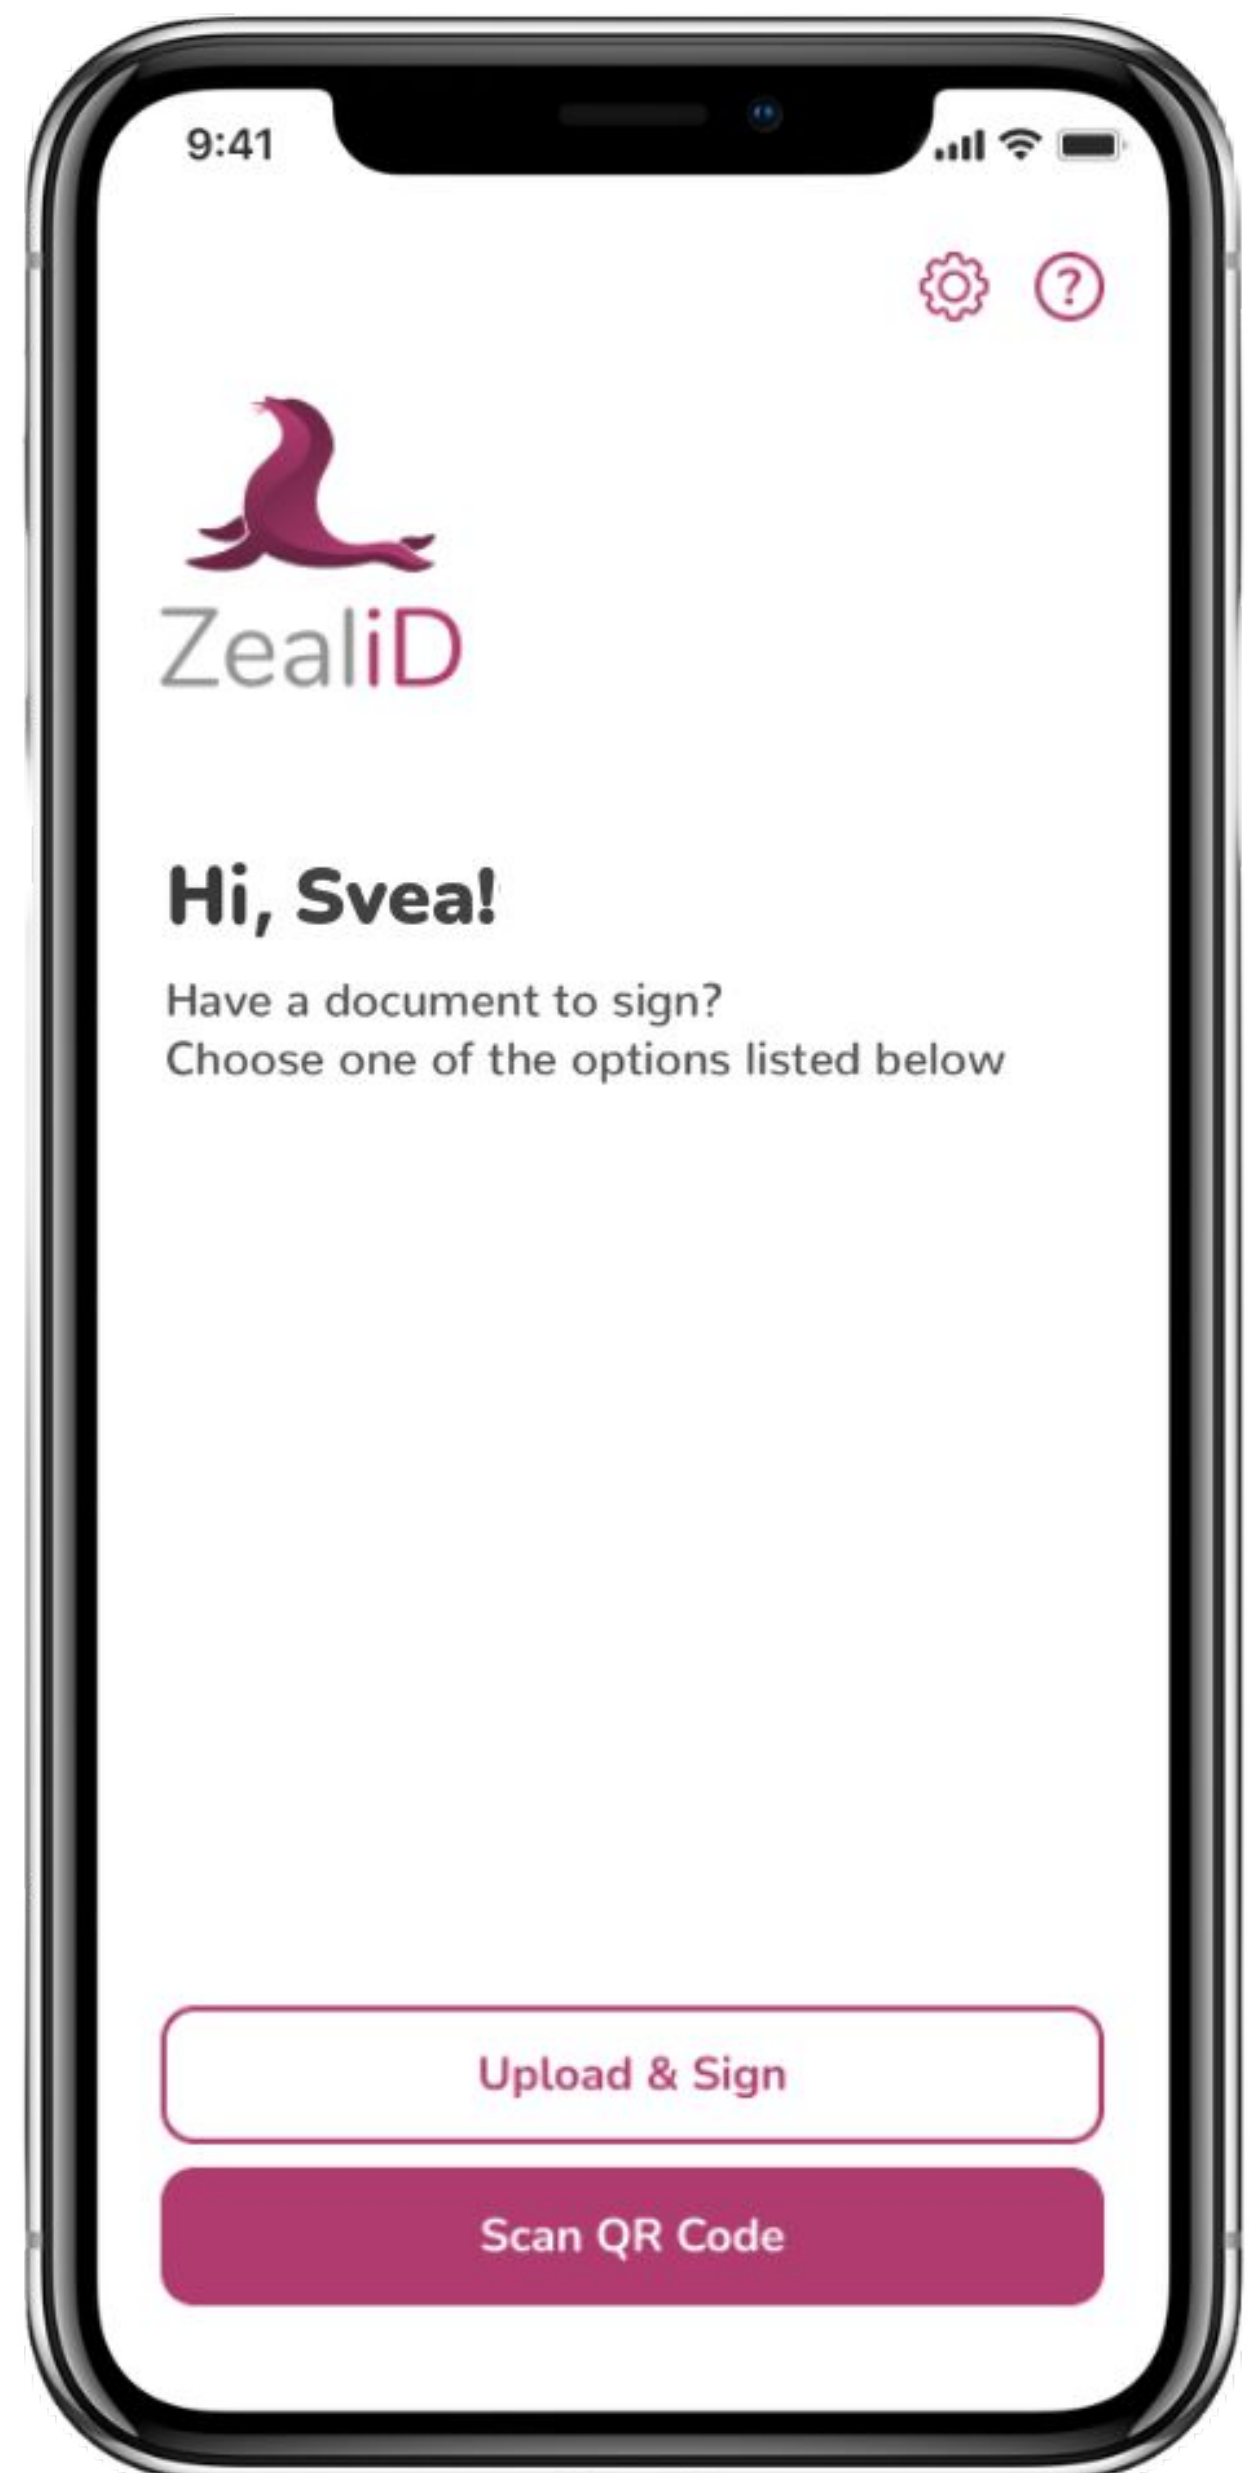 9:41
ZealiD
Hi, Svea!
Have a document to sign?
Choose one of the options listed below
Upload & Sign
Scan QR Code